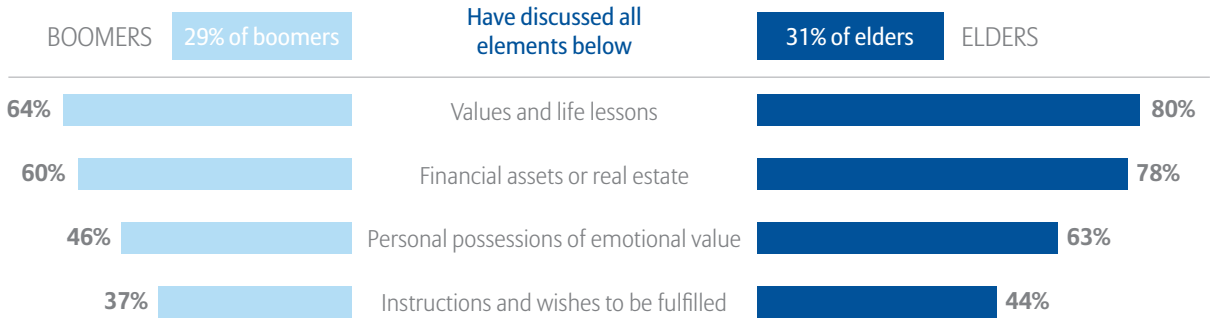 BOOMERS 29% of boomers Have discussed all elements below 31% of elders ELDERS
64% Values and life lessons 80%
60% Financial assets or real estate 78%
46% Personal possessions of emotional value 63%
37% Instructions and wishes to be fulfilled 44%